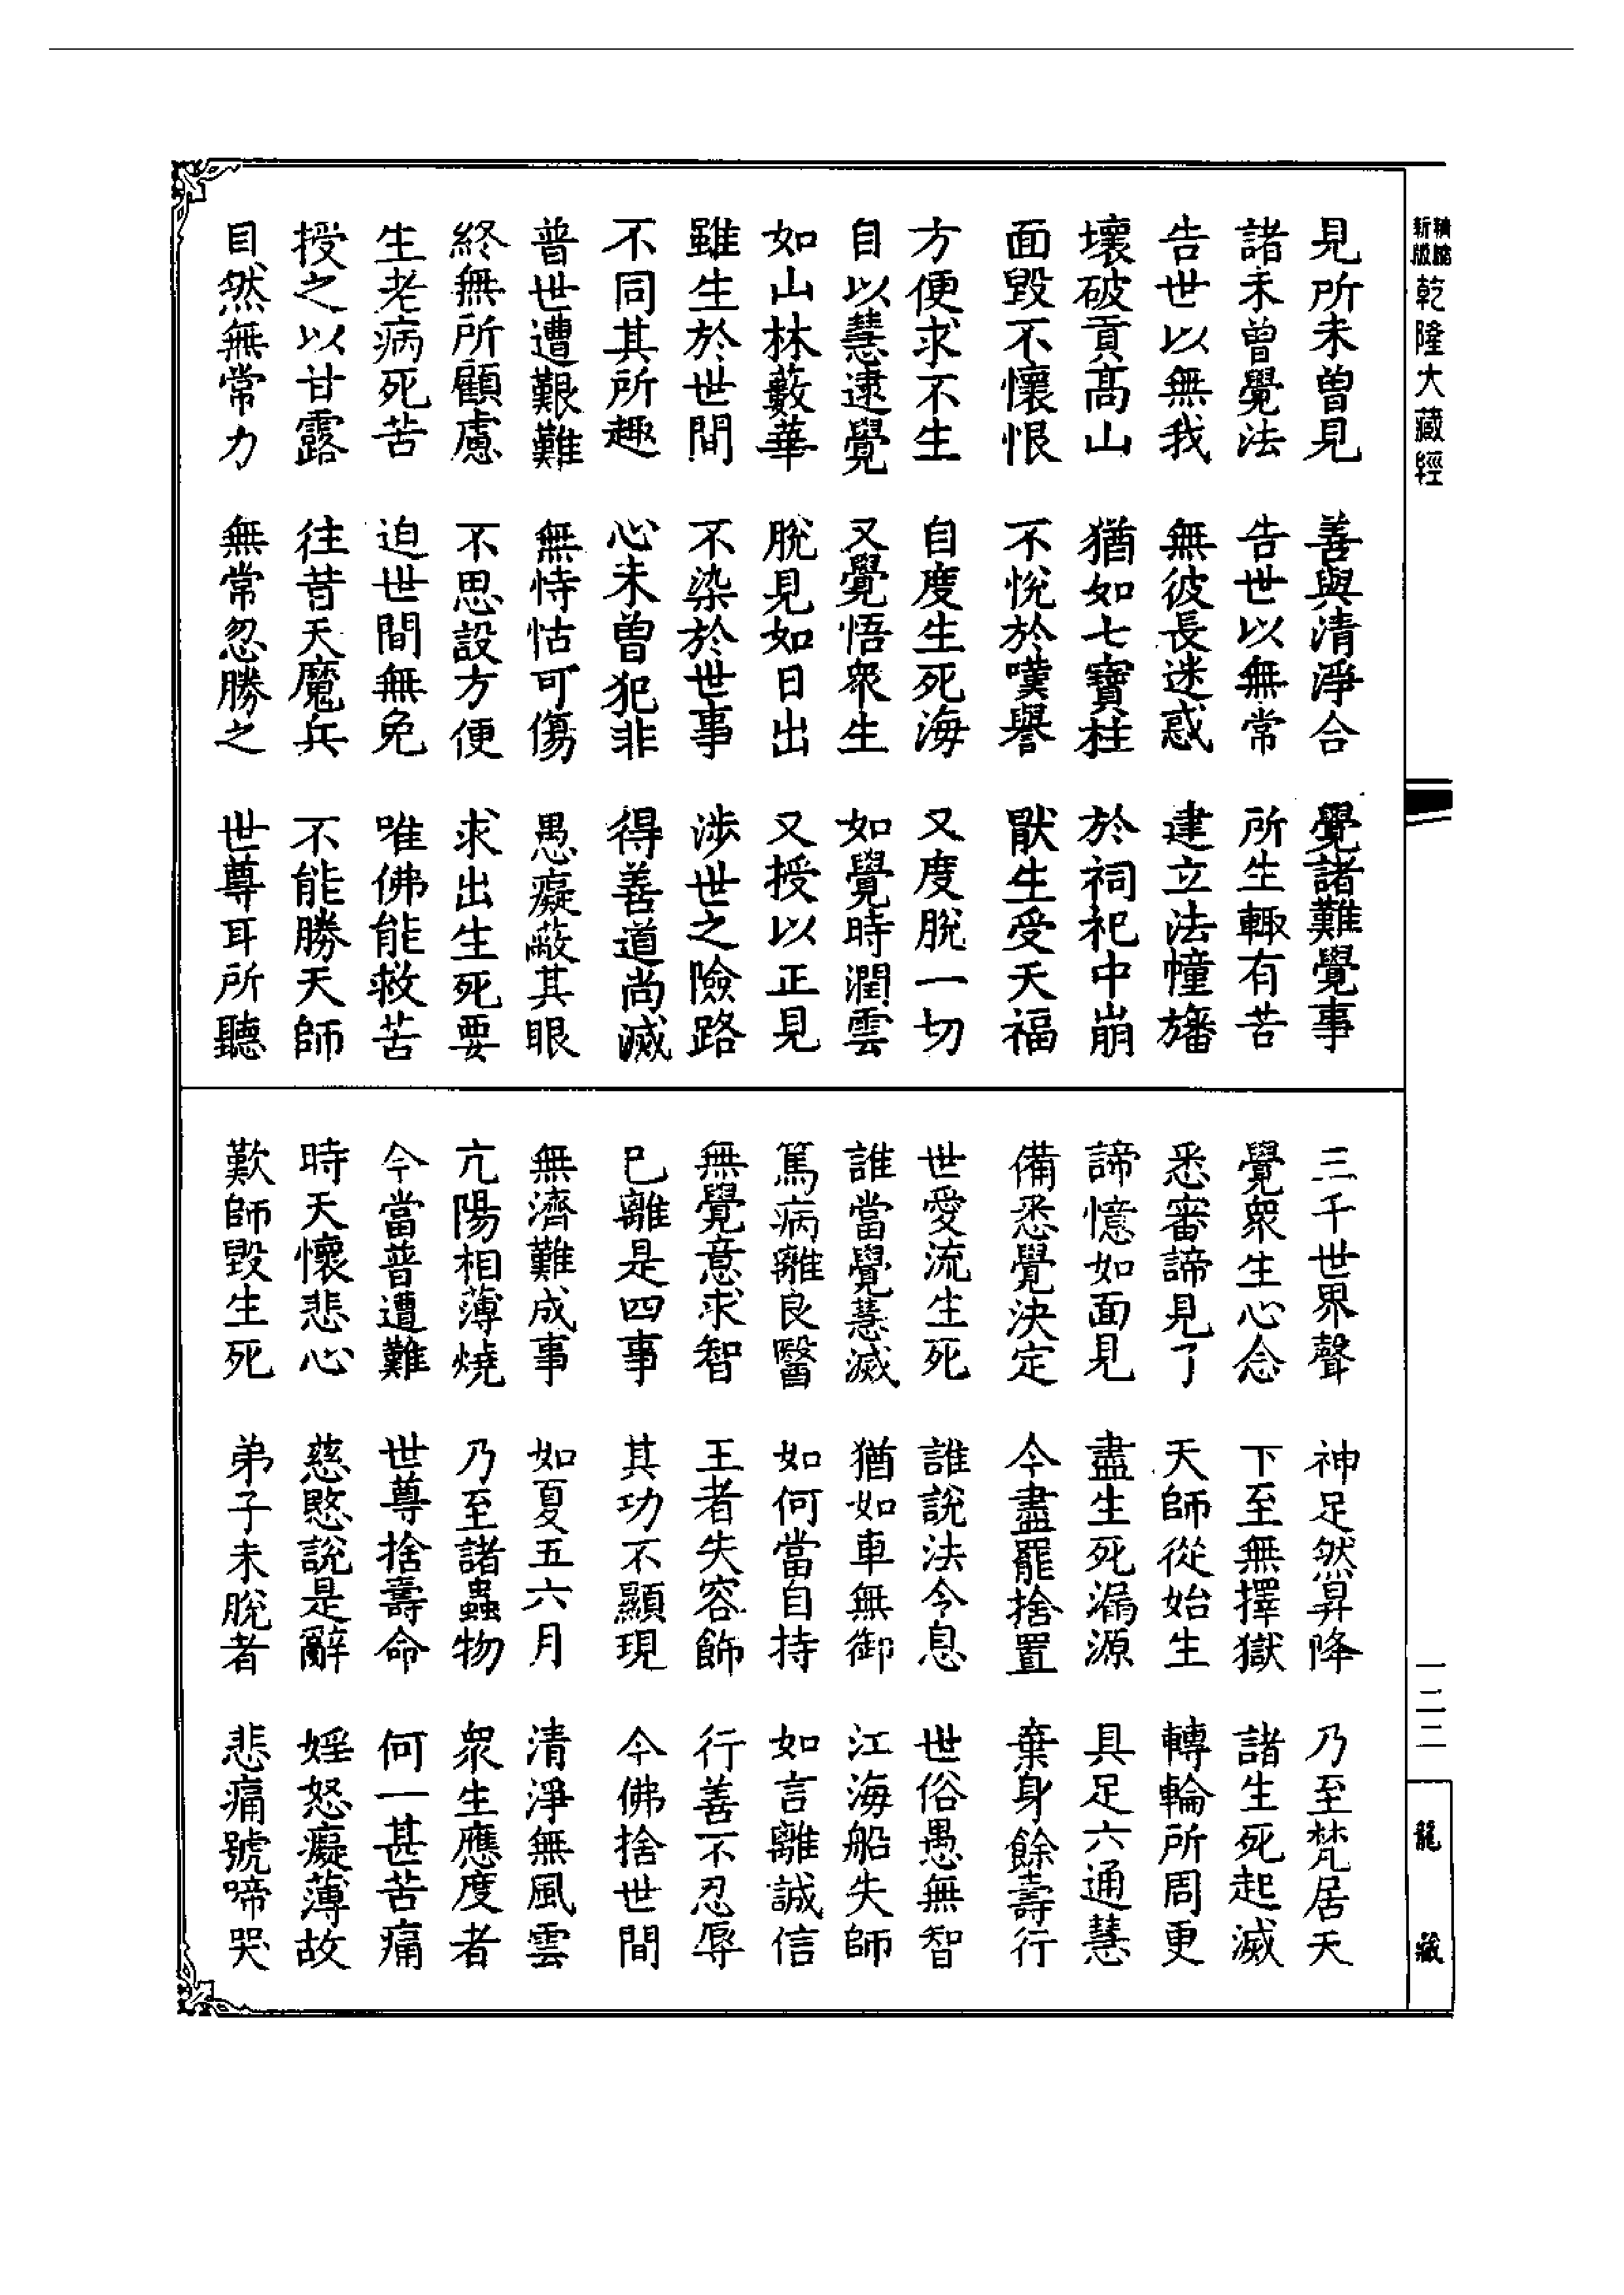 新版
精縮
乾隆大藏經
見所未曾見 善與清淨合 覺諸難覺事
諸未曾覺法 告世以無常 所生輙有苦
告世以無我 無彼長迷惑 建立法幢旛
壞破貢高山 猶如七寶柱 於祠祀中崩
面毀不懷恨 不悅於嘆譽 猒生受天福
方便求不生 自度生死海 又度脫一切
自以慧逮覺 又覺悟衆生 如覺時潤雲
如山林藪華 脫見如日出 又授以正見
雖生於世間 不染於世事 涉世之險路
不同其所趣 心未曾犯非 得善道尚滅
普世遭艱難 無恃怙可傷 愚癡蔽其眼
終無所顧慮 不思設方便 求出生死要
生老病死苦 迫世間無免 唯佛能救苦
授之以甘露 往昔天魔兵 不能勝天師
自然無常力 無常忽勝之 世尊耳所聽
三千世界聲 神足然昇降 乃至梵居天
覺衆生心念 下至無擇獄 諸生死起滅
悉審諦見了 天師從始生 轉輪所周更
諦憶如面見 盡生死漏源 具足六通慧
備悉覺決定 今盡罷捨置 棄身餘壽行
世愛流生死 誰說法令息 世俗愚無智
誰當覺慧滅 猶如車無御 江海船失師
篤病離良醫 如何當自持 如言離誠信
無覺意求智 王者失容飾 行善不忍辱
已離是四事 其功不顯現 今佛捨世間
無濟難成事 如夏五六月 清淨無風雲
亢陽相薄燒 乃至諸蟲物 衆生應度者
今當普遭難 世尊捨壽命 何一甚苦痛
時天懷悲心 慈愍說是辭 婬怒癡薄故
歎師毀生死 弟子未脫者 悲痛號啼哭
一二二
龍藏